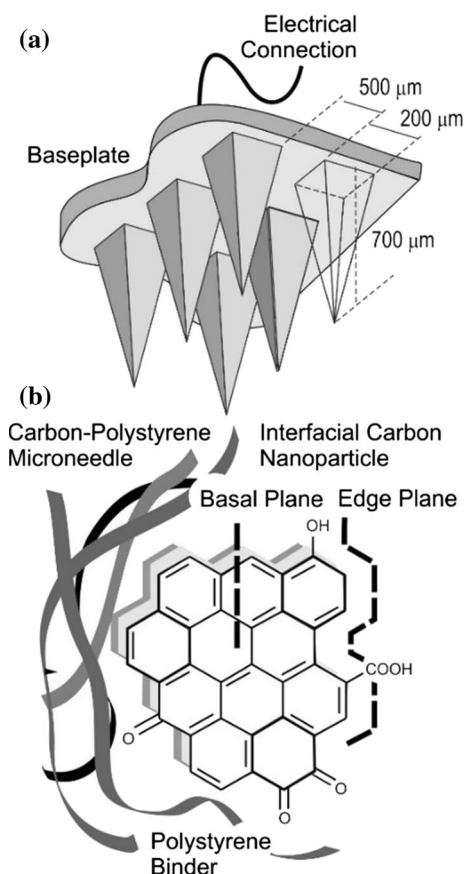 (a)
Electrical
Connection
500 μm
200 μm
Baseplate
700 μm
(b)
Carbon-Polystyrene
Microneedle
Interfacial Carbon
Nanoparticle
Basal Plane
Edge Plane
OH
COOH
O
O
O
Polystyrene
Binder